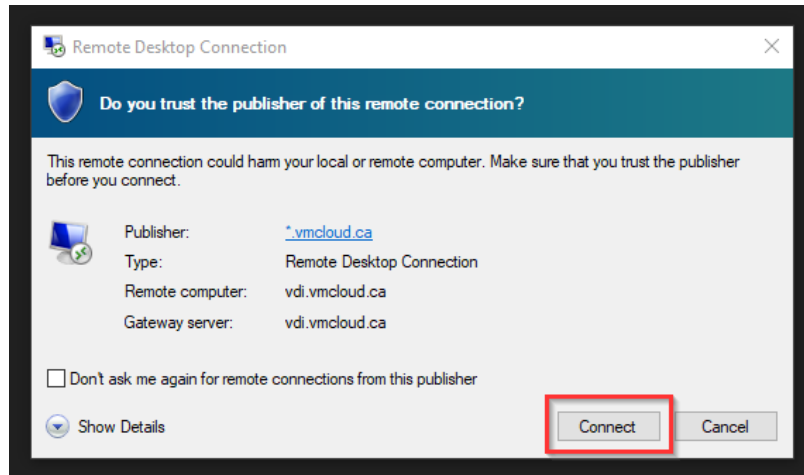 Remote Desktop Connection
Do you trust the publisher of this remote connection?
This remote connection could harm your local or remote computer. Make sure that you trust the publisher
before you connect.
Publisher: *.vmcloud.ca
Type: Remote Desktop Connection
Remote computer: vdi.vmcloud.ca
Gateway server: vdi.vmcloud.ca
Don't ask me again for remote connections from this publisher
Show Details Connect Cancel